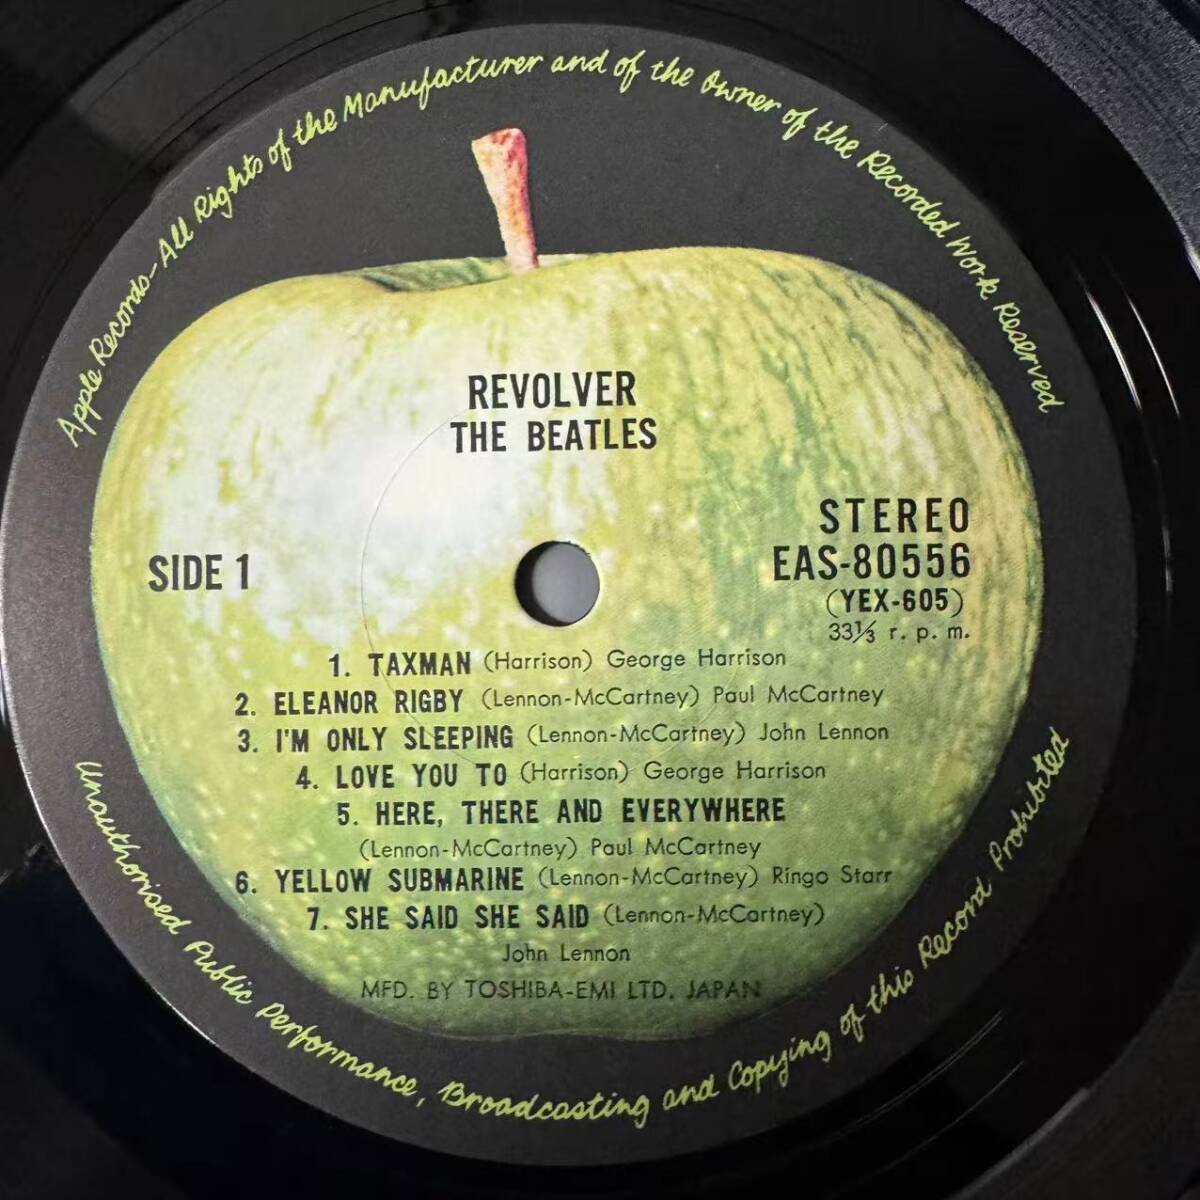 Apple Records-All Rights of the Manufacturer and of the Owner of the Recorded Work Reserved
REVOLVER
THE BEATLES
STEREO
EAS-80556
(YEX-605)
33⅓ r. p. m.
SIDE 1
1. TAXMAN (Harrison) George Harrison
2. ELEANOR RIGBY (Lennon-McCartney) Paul McCartney
3. I'M ONLY SLEEPING (Lennon-McCartney) John Lennon
4. LOVE YOU TO (Harrison) George Harrison
5. HERE, THERE AND EVERYWHERE
(Lennon-McCartney) Paul McCartney
6. YELLOW SUBMARINE (Lennon-McCartney) Ringo Starr
7. SHE SAID SHE SAID (Lennon-McCartney)
John Lennon
MFD. BY TOSHIBA-EMI LTD. JAPAN
Unauthorised Public Performance, Broadcasting and Copying of this Record Prohibited